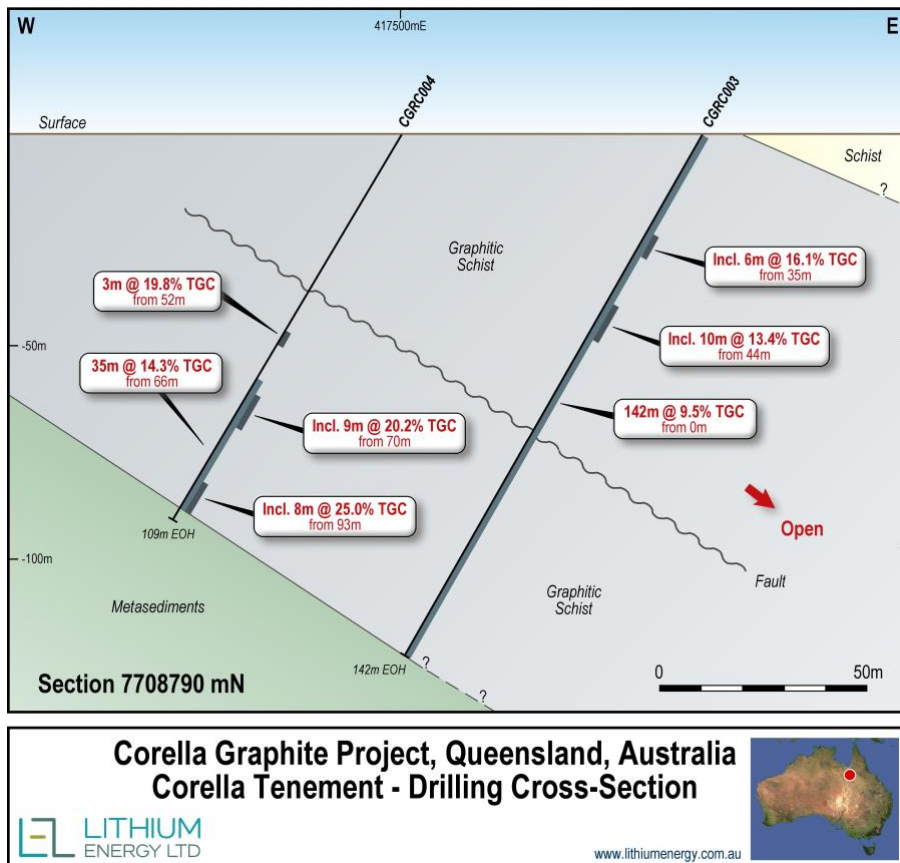 W
417500mE
E
CGRC004
CGRC003
Surface
Schist
?
Graphitic
Schist
Incl. 6m @ 16.1% TGC
from 35m
3m @ 19.8% TGC
from 52m
Incl. 10m @ 13.4% TGC
from 44m
-50m
35m @ 14.3% TGC
from 66m
142m @ 9.5% TGC
from 0m
Incl. 9m @ 20.2% TGC
from 70m
Incl. 8m @ 25.0% TGC
from 93m
Open
109m EOH
-100m
Fault
Metasediments
Graphitic
Schist
142m EOH
?
?
0
50m
Section 7708790 mN
Corella Graphite Project, Queensland, Australia
Corella Tenement - Drilling Cross-Section
LITHIUM
ENERGY LTD
www.lithiumenergy.com.au